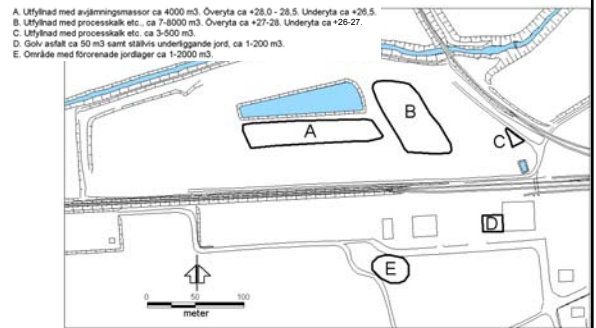 A. Utfyllnad med avjämningsmassor ca 4000 m3. Överyta ca +28,0 - 28,5. Underyta ca +26,5.
B. Utfyllnad med processkalk etc., ca 7-8000 m3. Överyta ca +27-28. Underyta ca +26-27.
C. Utfyllnad med processkalk etc. ca 3-500 m3.
D. Golv asfalt ca 50 m3 samt ställvis underliggande jord, ca 1-200 m3.
E. Område med förorenade jordlager ca 1-2000 m3.
A
B
C
D
E
0 50 100
meter